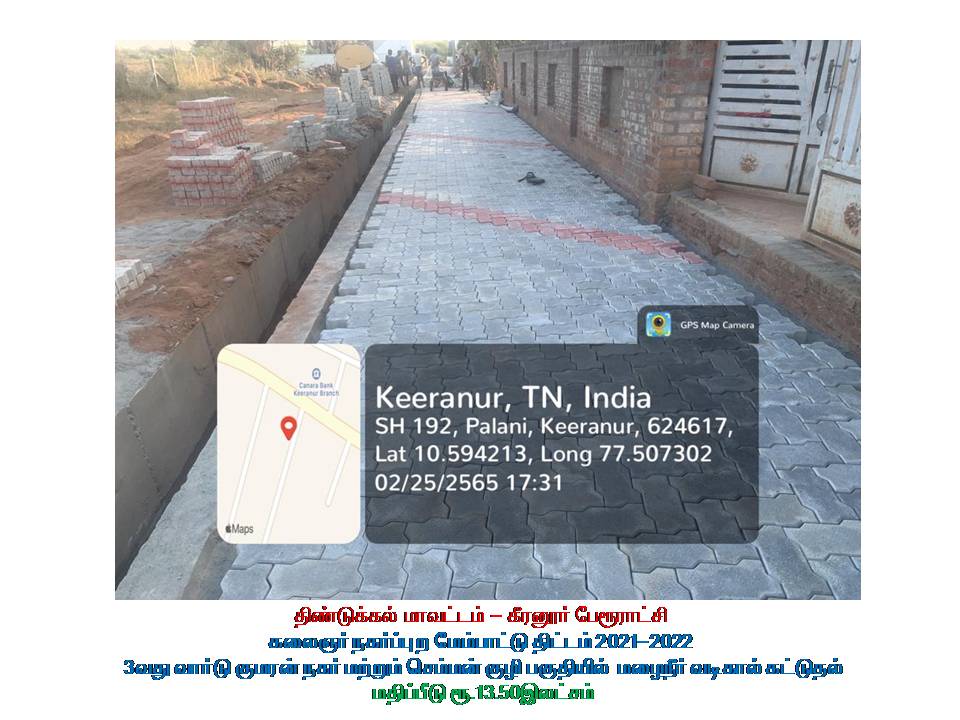 GPS Map Camera
Canara Bank
Keeranur Branch
Maps
Keeranur, TN, India
SH 192, Palani, Keeranur, 624617,
Lat 10.594213, Long 77.507302
02/25/2565 17:31
திண்டுக்கல் மாவட்டம் – கீரனூர் பேரூராட்சி
கலைஞர் நகர்ப்புற மேம்பாட்டு திட்டம் 2021–2022
3வது வார்டு குமரன் நகர் மற்றும் செம்மன் குழி பகுதியில் மழைநீர் வடிகால் கட்டுதல்
மதிப்பீடு ரூ.13.50இலட்சம்